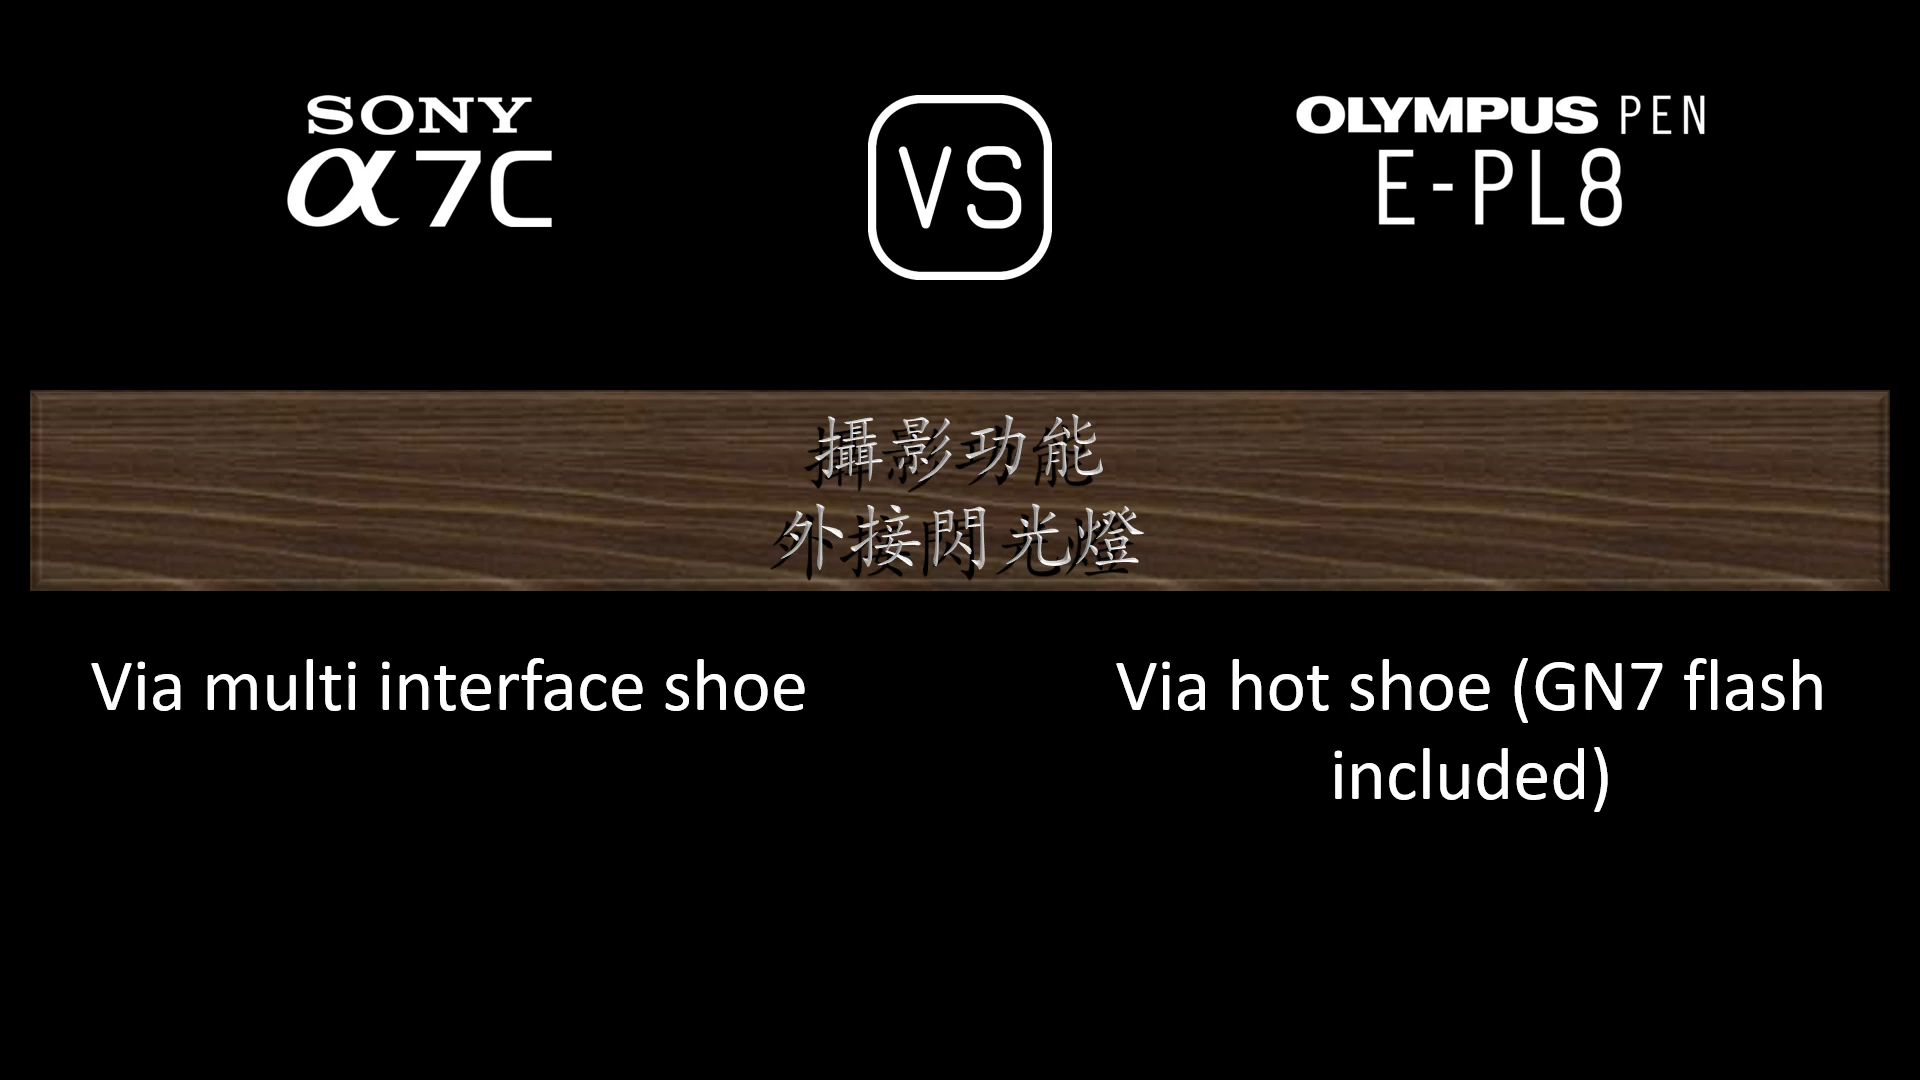 SONY
α7C
VS
OLYMPUS PEN
E-PL8
攝影功能
外接閃光燈
Via multi interface shoe
Via hot shoe (GN7 flash
included)